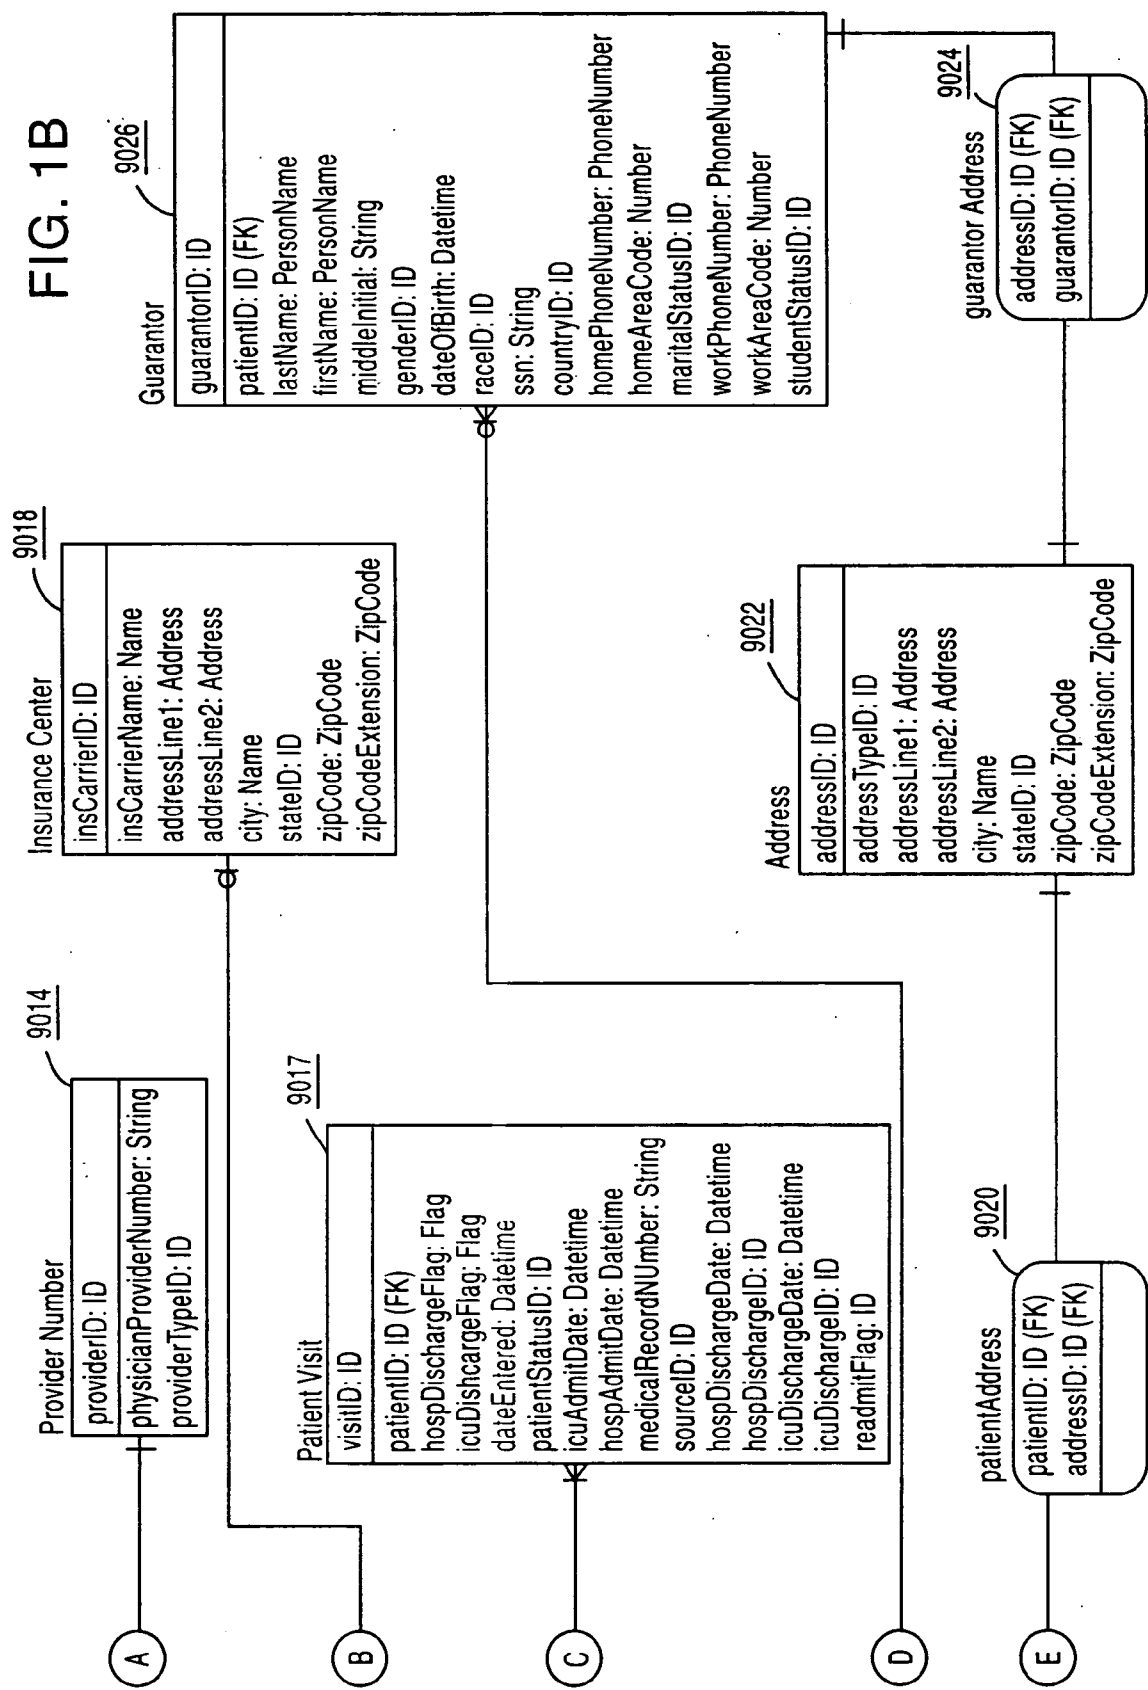 FIG. 1B
A
Provider Number
9014
providerID: ID
physicianProviderNumber: String
providerTypeID: ID
B
Insurance Center
9018
insCarrierID: ID
insCarrierName: Name
addressLine1: Address
addressLine2: Address
city: Name
stateID: ID
zipCode: ZipCode
zipCodeExtension: ZipCode
C
Patient Visit
9017
visitID: ID
patientID: ID (FK)
hospDischargeFlag: Flag
icuDishcargeFlag: Flag
dateEntered: Datetime
patientStatusID: ID
icuAdmitDate: Datetime
hospAdmitDate: Datetime
medicalRecordNUmber: String
sourceID: ID
hospDischargeDate: Datetime
hospDischargeID: ID
icuDischargeDate: Datetime
icuDischargeID: ID
readmitFlag: ID
D
Guarantor
9026
guarantorID: ID
patientID: ID (FK)
lastName: PersonName
firstName: PersonName
middleInitial: String
genderID: ID
dateOfBirth: Datetime
raceID: ID
ssn: String
countryID: ID
homePhoneNumber: PhoneNumber
homeAreaCode: Number
maritalStatusID: ID
workPhoneNumber: PhoneNumber
workAreaCode: Number
studentStatusID: ID
E
patientAddress
9020
patientID: ID (FK)
addressID: ID (FK)
Address
9022
addressID: ID
addressTypeID: ID
addressLine1: Address
addressLine2: Address
city: Name
stateID: ID
zipCode: ZipCode
zipCodeExtension: ZipCode
guarantor Address
9024
addressID: ID (FK)
guarantorID: ID (FK)